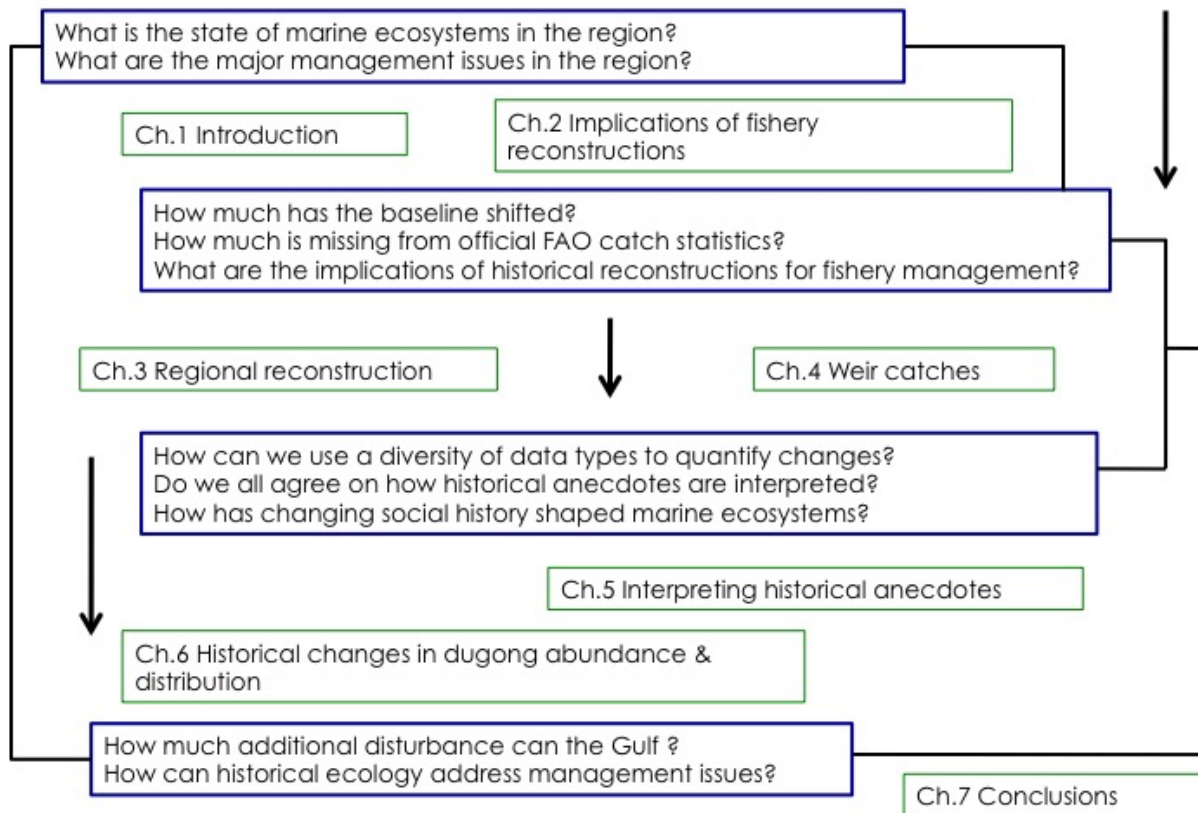 What is the state of marine ecosystems in the region?
What are the major management issues in the region?
Ch.1 Introduction
Ch.2 Implications of fishery
reconstructions
How much has the baseline shifted?
How much is missing from official FAO catch statistics?
What are the implications of historical reconstructions for fishery management?
Ch.3 Regional reconstruction
Ch.4 Weir catches
How can we use a diversity of data types to quantify changes?
Do we all agree on how historical anecdotes are interpreted?
How has changing social history shaped marine ecosystems?
Ch.5 Interpreting historical anecdotes
Ch.6 Historical changes in dugong abundance &
distribution
How much additional disturbance can the Gulf ?
How can historical ecology address management issues?
Ch.7 Conclusions